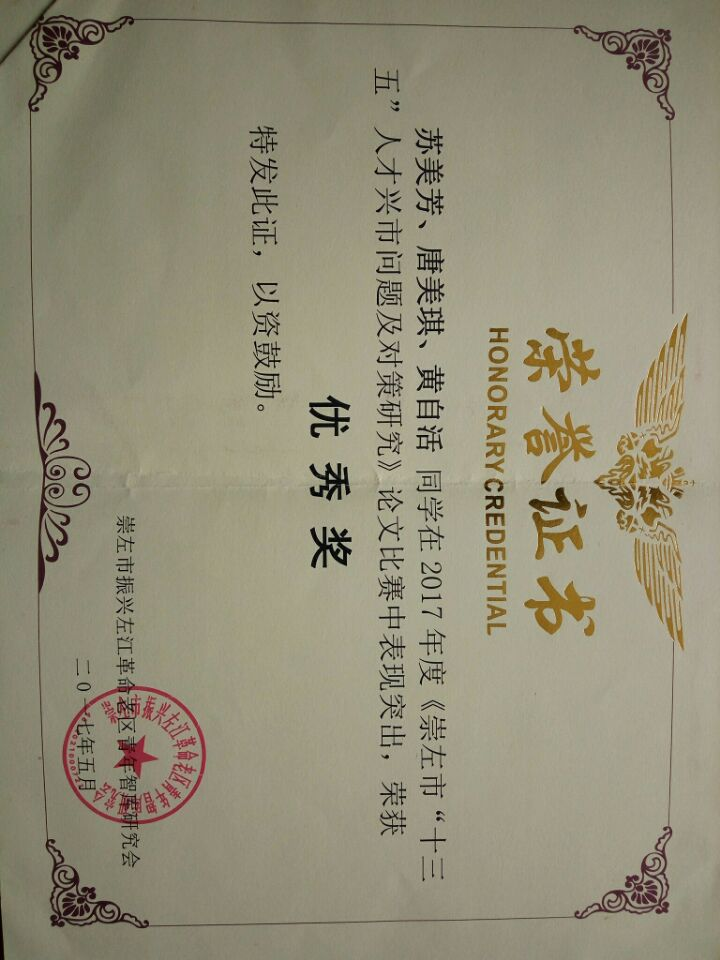 荣誉证书
HONORARY CREDENTIAL
苏美芳、唐美琪、黄自活 同学在 2017 年度《崇左市“十三
五”人才兴市问题及对策研究》论文比赛中表现突出，荣获
优秀奖
特发此证，以资鼓励。
崇左市振兴左江革命老区青年智库研究会
二0一七年五月